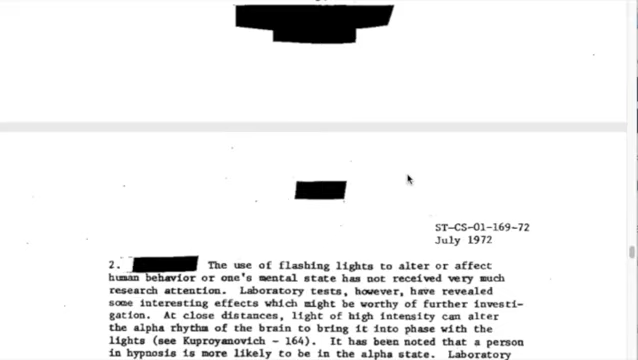 ST-CS-01-169-72
July 1972
2. The use of flashing lights to alter or affect
human behavior or one's mental state has not received very much
research attention. Laboratory tests, however, have revealed
some interesting effects which might be worthy of further investi-
gation. At close distances, light of high intensity can alter
the alpha rhythm of the brain to bring it into phase with the
lights (see Kuproyanovich - 164). It has been noted that a person
in hypnosis is more likely to be in the alpha state. Laboratory